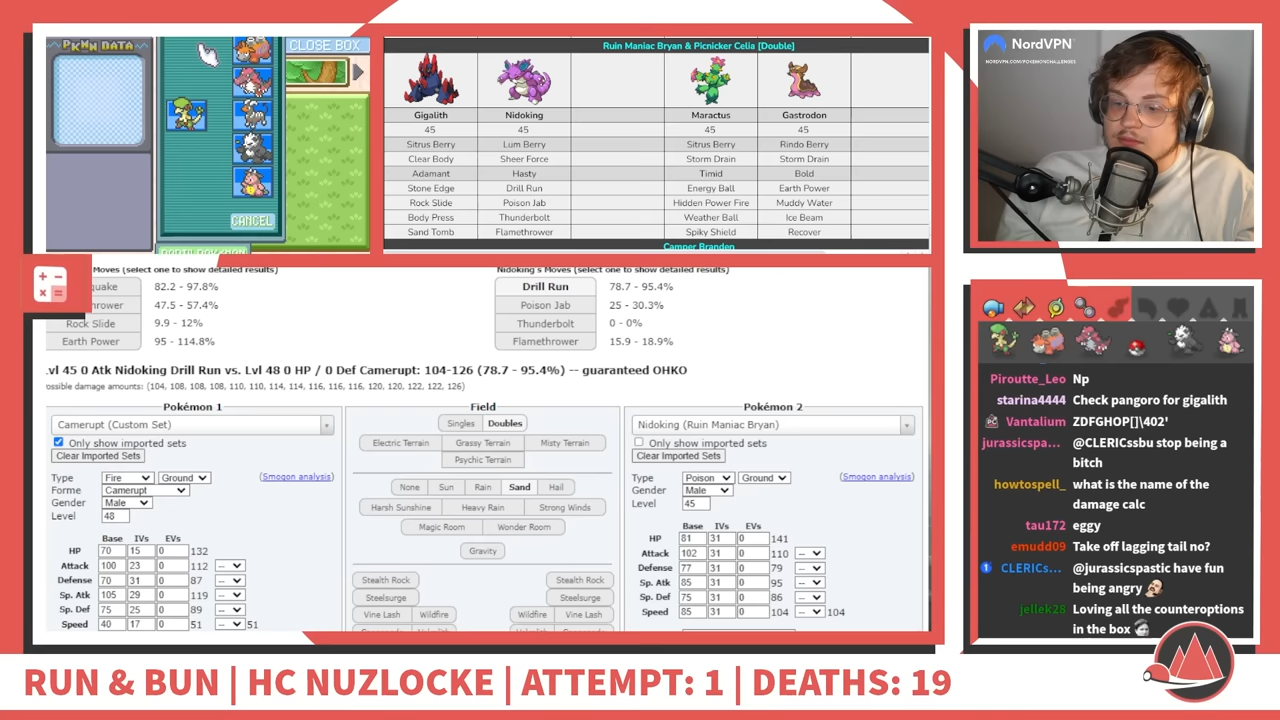 PKMN DATA
CLOSE BOX
CANCEL
Ruin Maniac Bryan & Picnicker Celia [Double]
Gigalith Nidoking Maractus Gastrodon
45 45 45 45
Sitrus Berry Lum Berry Sitrus Berry Rindo Berry
Clear Body Sheer Force Storm Drain Storm Drain
Adamant Hasty Timid Bold
Stone Edge Drill Run Energy Ball Earth Power
Rock Slide Poison Jab Hidden Power Fire Muddy Water
Body Press Thunderbolt Weather Ball Ice Beam
Sand Tomb Flamethrower Spiky Shield Recover
Camper Branden
NordVPN
NORDVPN.COM/POKEMONCHALLENGES
Moves (select one to show detailed results)
quake 82.2 - 97.8%
hrower 47.5 - 57.4%
Rock Slide 9.9 - 12%
Earth Power 95 - 114.8%
Nidoking's Moves (select one to show detailed results)
Drill Run 78.7 - 95.4%
Poison Jab 25 - 30.3%
Thunderbolt 0 - 0%
Flamethrower 15.9 - 18.9%
vl 45 0 Atk Nidoking Drill Run vs. Lvl 48 0 HP / 0 Def Camerupt: 104-126 (78.7 - 95.4%) -- guaranteed OHKO
ossible damage amounts: (104, 108, 108, 108, 110, 110, 114, 114, 116, 116, 116, 120, 120, 122, 122, 126)
Pokémon 1
Camerupt (Custom Set)
Only show imported sets
Clear Imported Sets
Type Fire Ground (Smogon analysis)
Forme Camerupt
Gender Male
Level 48
Base IVs EVs
HP 70 15 0 132
Attack 100 23 0 112 --
Defense 70 31 0 87 --
Sp. Atk 105 29 0 119 --
Sp. Def 75 25 0 89 --
Speed 40 17 0 51 -- 51
Field
Singles Doubles
Electric Terrain Grassy Terrain Misty Terrain
Psychic Terrain
None Sun Rain Sand Hail
Harsh Sunshine Heavy Rain Strong Winds
Magic Room Wonder Room
Gravity
Stealth Rock Stealth Rock
Steelsurge Steelsurge
Vine Lash Wildfire Wildfire Vine Lash
Pokémon 2
Nidoking (Ruin Maniac Bryan)
Only show imported sets
Clear Imported Sets
Type Poison Ground (Smogon analysis)
Gender Male
Level 45
Base IVs EVs
HP 81 31 0 141
Attack 102 31 0 110 --
Defense 77 31 0 79 --
Sp. Atk 85 31 0 95 --
Sp. Def 75 31 0 86 --
Speed 85 31 0 104 -- 104
Piroutte_Leo Np
starina4444 Check pangoro for gigalith
Vantalium ZDFGHOP[]\402'
jurassicspa... @CLERICssbu stop being a
bitch
howtospell_ what is the name of the
damage calc
tau172 eggy
emudd09 Take off lagging tail no?
CLERICs... @jurassicspastic have fun
being angry
jellek28 Loving all the counteroptions
in the box
RUN & BUN | HC NUZLOCKE | ATTEMPT: 1 | DEATHS: 19